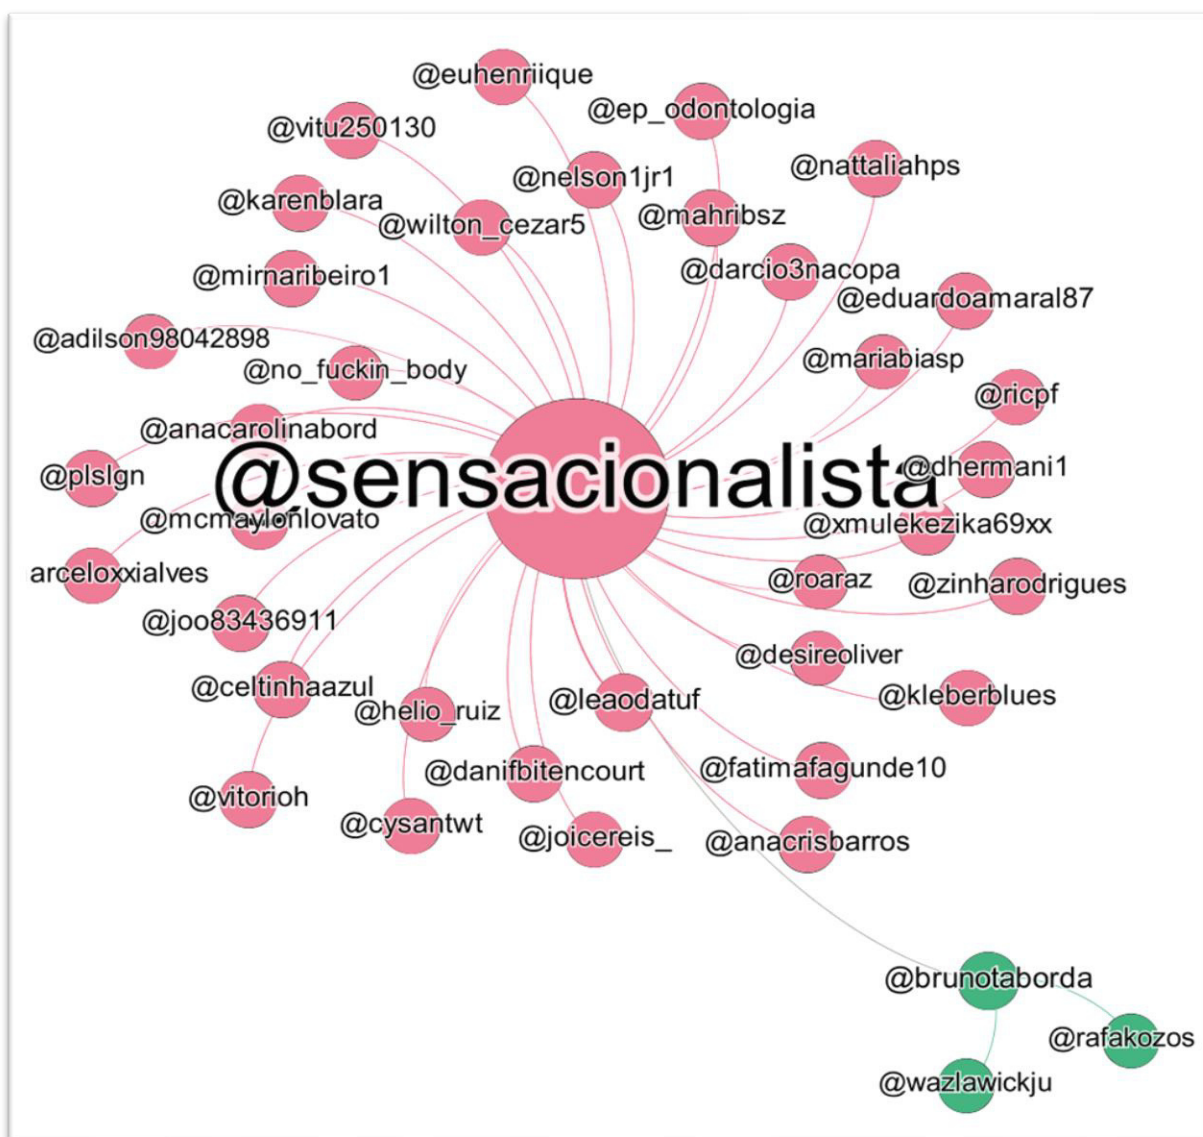 @euhenriique
@ep_odontologia
@vitu250130
@nattaliahps
@nelson1jr1
@karenblara
@mahribsz
@wilton_cezar5
@darcio3nacopa
@mirnaribeiro1
@eduardoamaral87
@adilson98042898
@mariabiasp
@no_fuckin_body
@ricpf
@anacarolinabord
@dhermani1
@plslgn
@sensacionalista
@mcmaylonlovato
@xmulekezika69xx
arceloxxialves
@roaraz
@zinharodrigues
@joo83436911
@desireoliver
@celtinhaazul
@kleberblues
@leaodatuf
@helio_ruiz
@fatimafagunde10
@danifbitencourt
@vitorioh
@cysantwt
@joicereis_
@anacrisbarros
@brunotaborda
@rafakozos
@wazlawickju